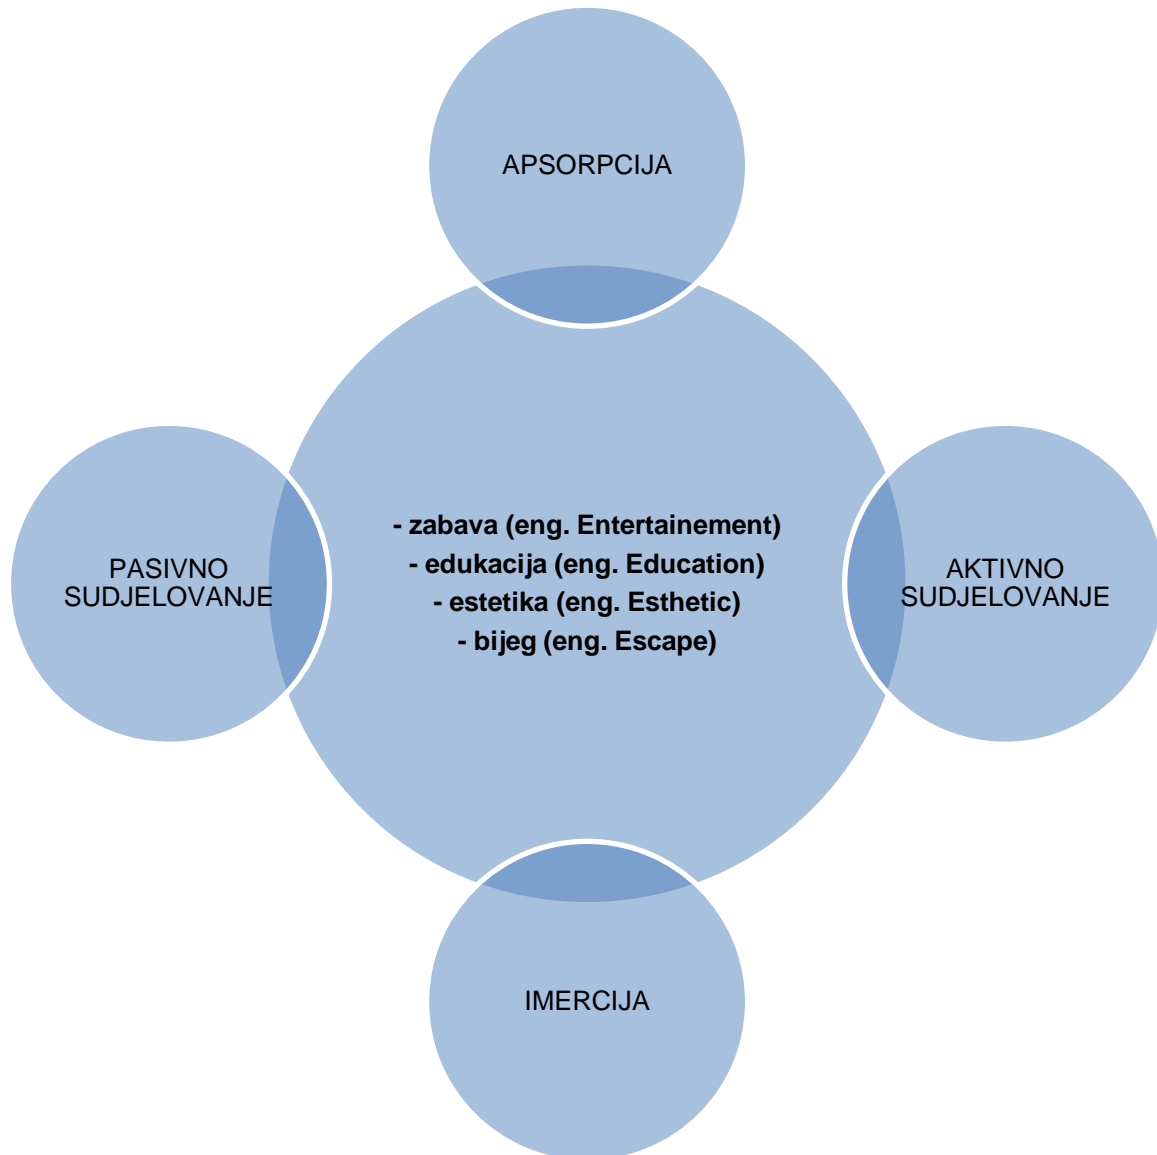 APSORPCIJA
PASIVNO
SUDJELOVANJE
- zabava (eng. Entertainement)
- edukacija (eng. Education)
- estetika (eng. Esthetic)
- bijeg (eng. Escape)
AKTIVNO
SUDJELOVANJE
IMERCIJA